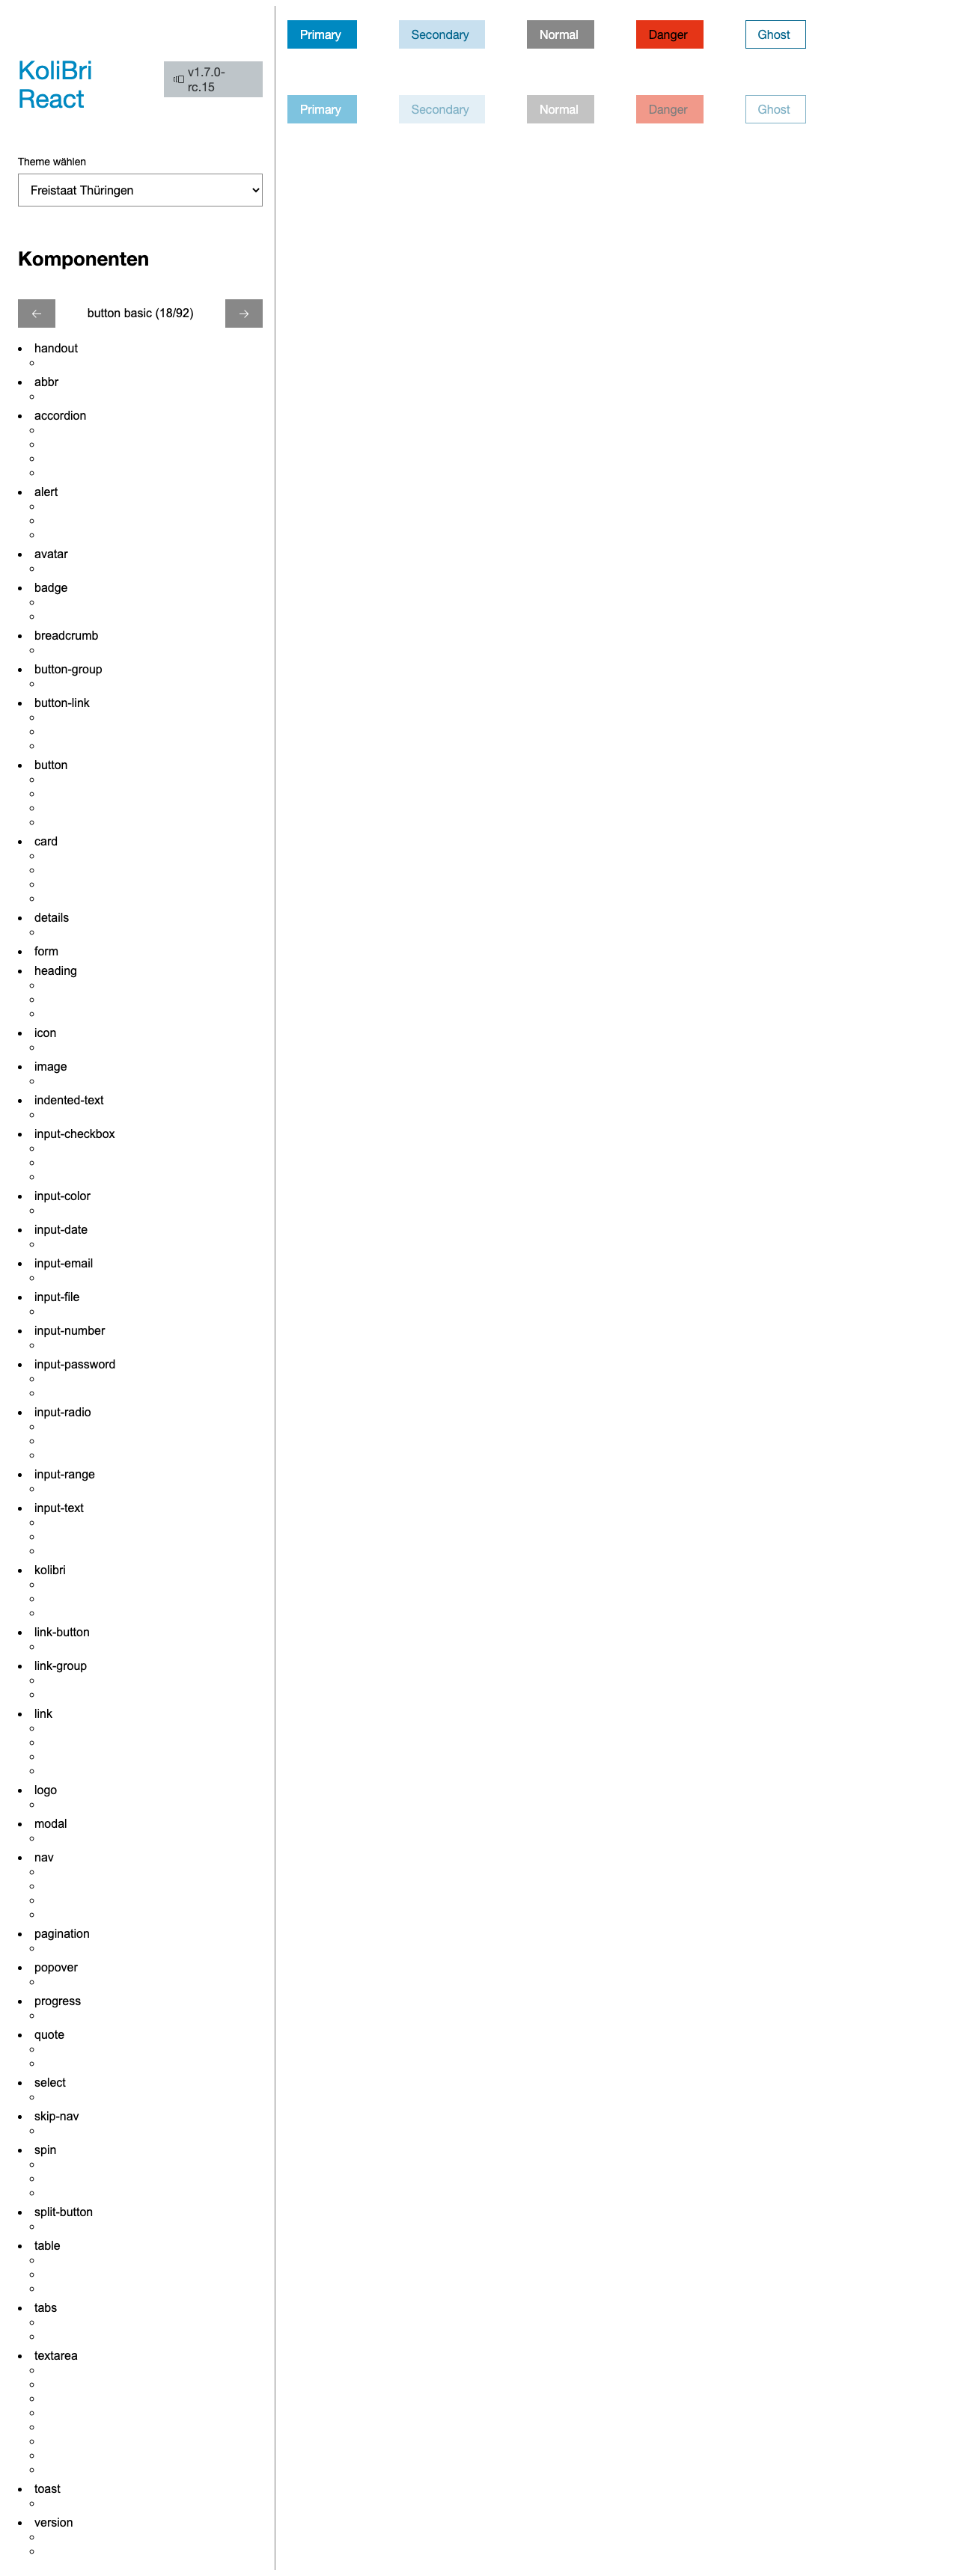 KoliBri
React
v1.7.0-
rc.15
Theme wählen
Freistaat Thüringen
Komponenten
button basic (18/92)
handout
abbr
accordion
alert
avatar
badge
breadcrumb
button-group
button-link
button
card
details
form
heading
icon
image
indented-text
input-checkbox
input-color
input-date
input-email
input-file
input-number
input-password
input-radio
input-range
input-text
kolibri
link-button
link-group
link
logo
modal
nav
pagination
popover
progress
quote
select
skip-nav
spin
split-button
table
tabs
textarea
toast
version
Primary Secondary Normal Danger Ghost
Primary Secondary Normal Danger Ghost